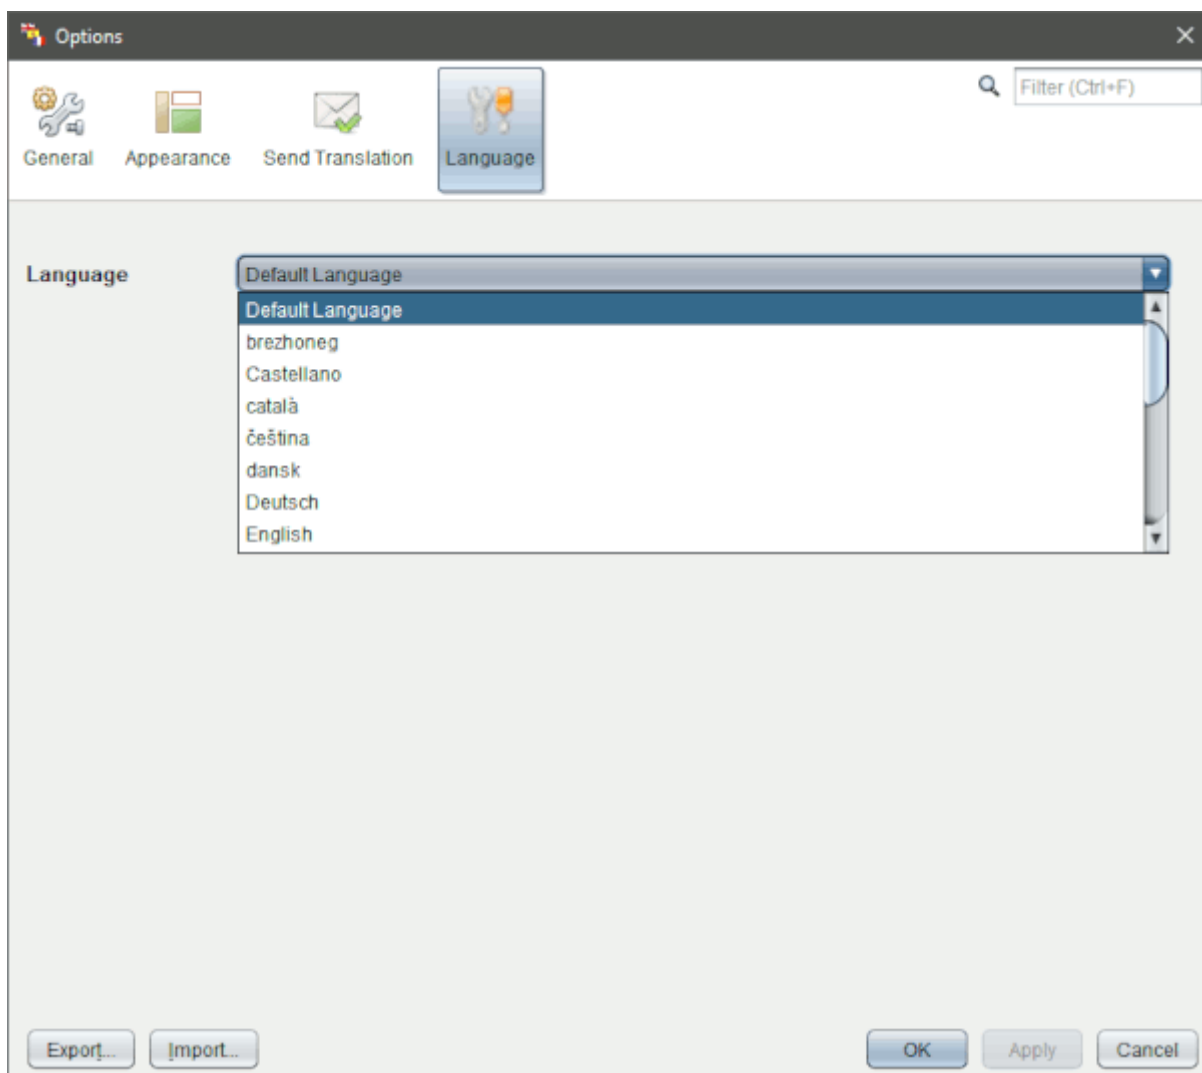 Options
Filter (Ctrl+F)
General
Appearance
Send Translation
Language
Language
Default Language
Default Language
brezhoneg
Castellano
català
čeština
dansk
Deutsch
English
Export...
Import...
OK
Apply
Cancel